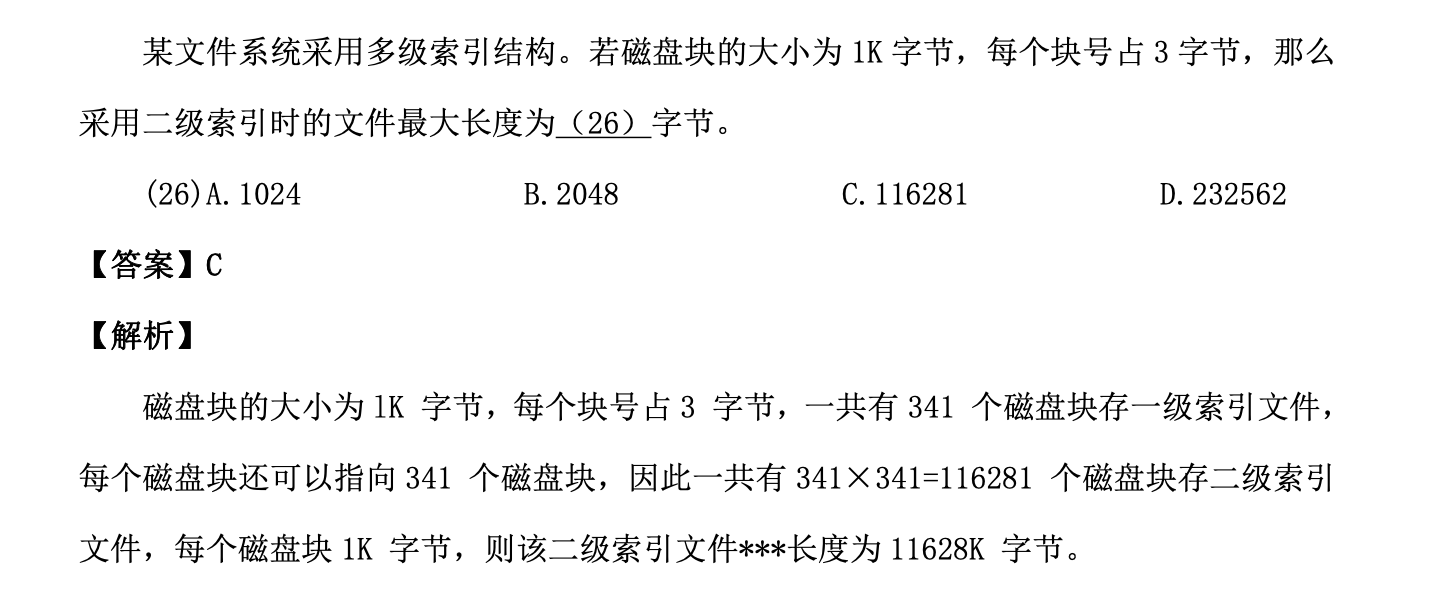 某文件系统采用多级索引结构。若磁盘块的大小为 1K 字节，每个块号占 3 字节，那么
采用二级索引时的文件最大长度为（26）字节。
(26)A.1024 B.2048 C.116281 D.232562
【答案】C
【解析】
磁盘块的大小为 lK 字节，每个块号占 3 字节，一共有 341 个磁盘块存一级索引文件，
每个磁盘块还可以指向 341 个磁盘块，因此一共有 341×341=116281 个磁盘块存二级索引
文件，每个磁盘块 1K 字节，则该二级索引文件***长度为 11628K 字节。